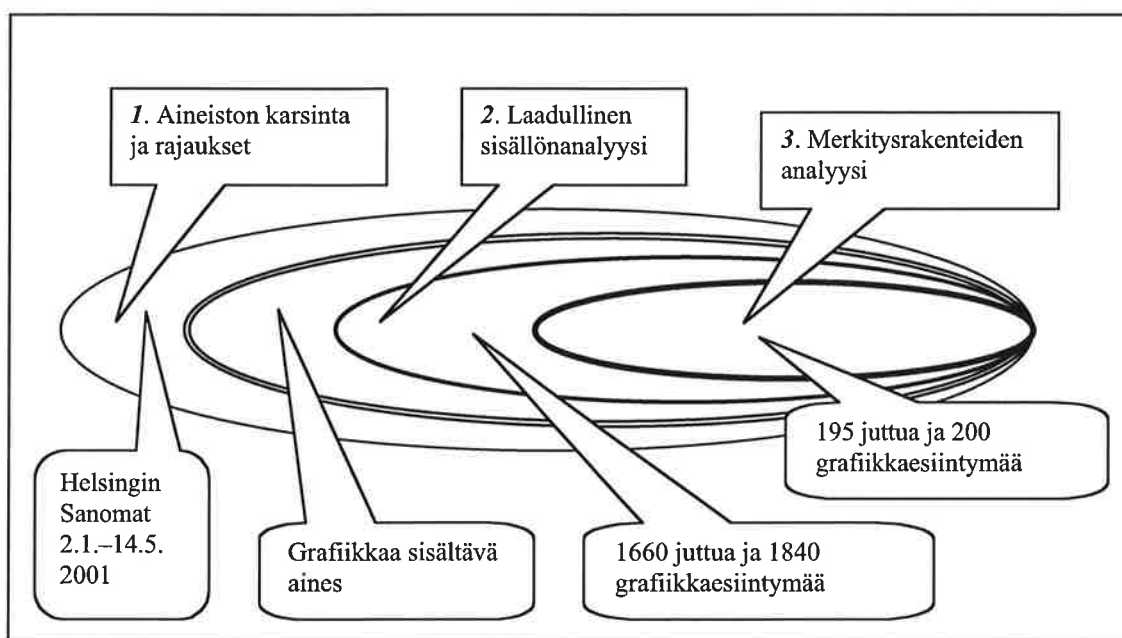 1. Aineiston karsinta
ja rajaukset
2. Laadullinen
sisällönanalyysi
3. Merkitysrakenteiden
analyysi
Helsingin
Sanomat
2.1.–14.5.
2001
Grafiikkaa sisältävä
aines
1660 juttua ja 1840
grafiikkaesiintymää
195 juttua ja 200
grafiikkaesiintymää